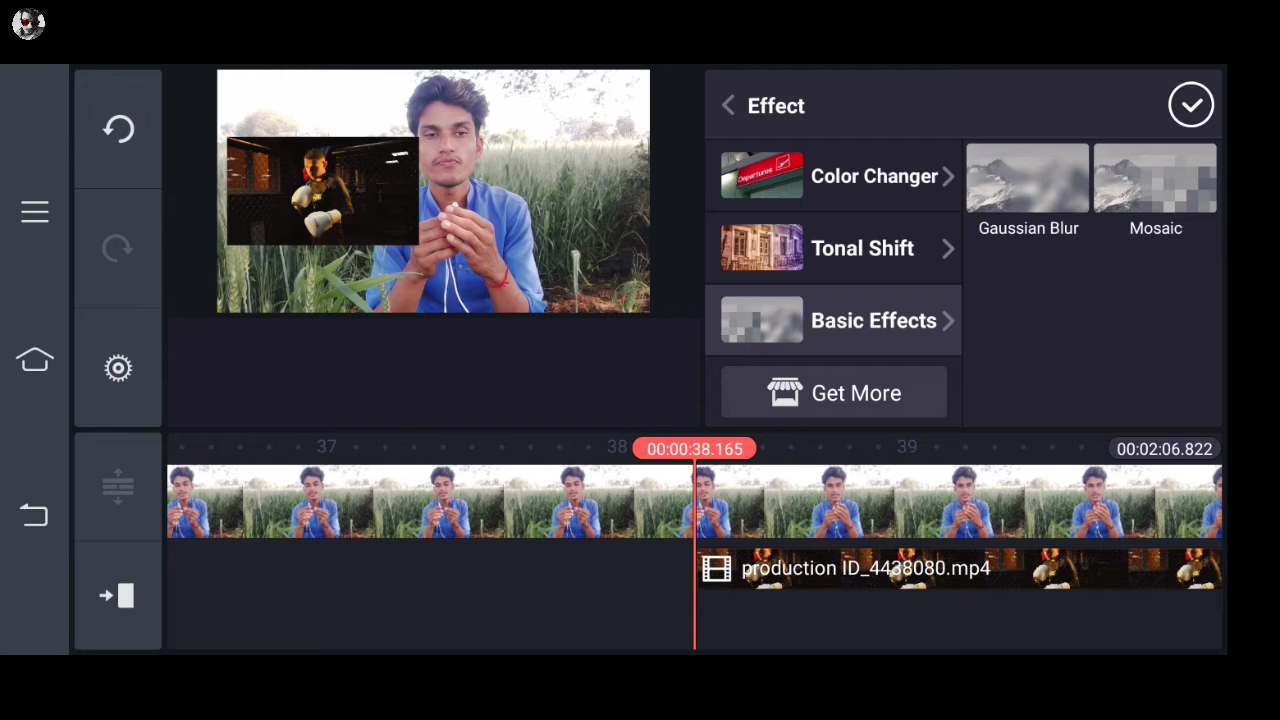 Effect
Departures
Color Changer
Tonal Shift
Basic Effects
Get More
Gaussian Blur
Mosaic
37
38
00:00:38.165
39
00:02:06.822
production ID_4438080.mp4